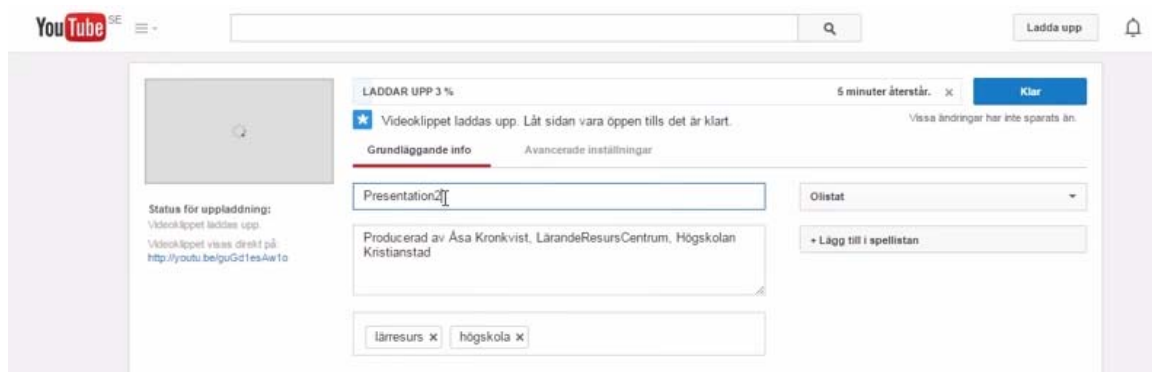 YouTube SE
Ladda upp
LADDAR UPP 3 %
5 minuter återstår.
Klar
Videoklippet laddas upp. Låt sidan vara öppen tills det är klart.
Vissa ändringar har inte sparats än.
Grundläggande info
Avancerade inställningar
Presentation2
Olistat
Status för uppladdning:
Videoklippet laddas upp.
Videoklippet visas direkt på:
http://youtu.be/guGd1esAw1o
Producerad av Åsa Kronkvist, LärandeResursCentrum, Högskolan
Kristianstad
+ Lägg till i spellistan
lärresurs x
högskola x